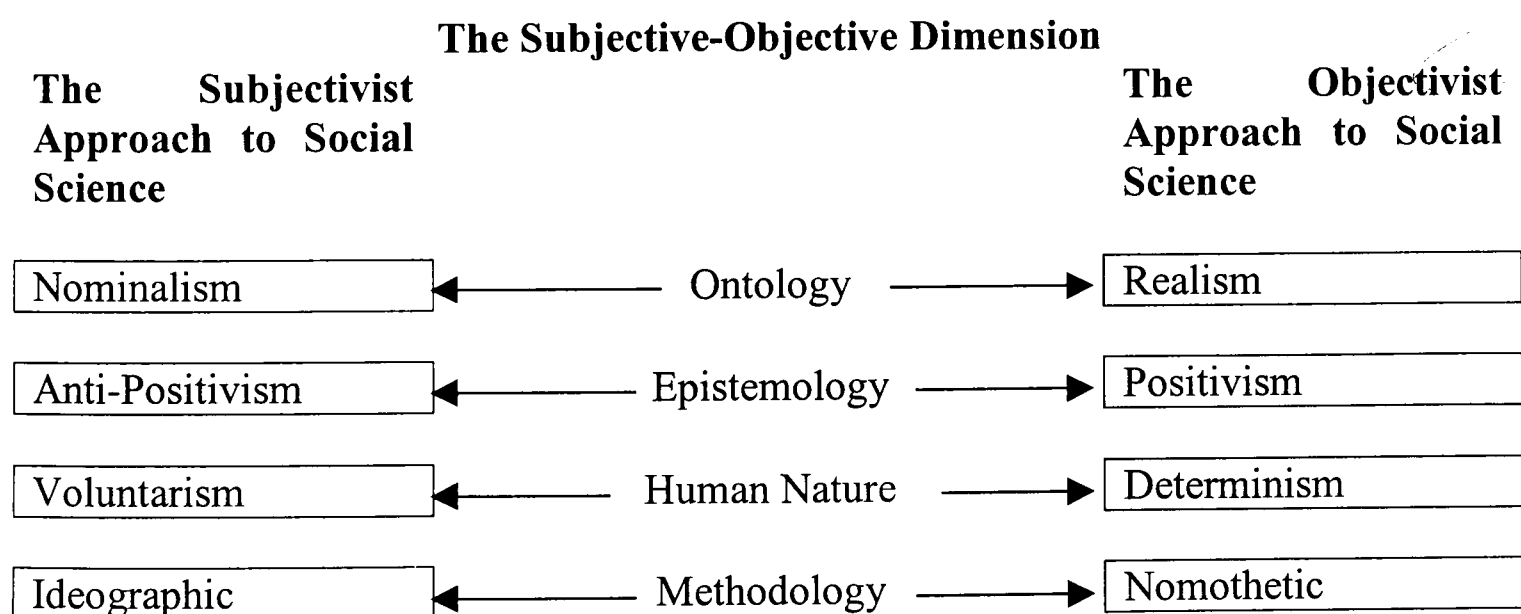 The Subjective-Objective Dimension
The Subjectivist
Approach to Social
Science
The Objectivist
Approach to Social
Science
Nominalism Ontology Realism
Anti-Positivism Epistemology Positivism
Voluntarism Human Nature Determinism
Ideographic Methodology Nomothetic